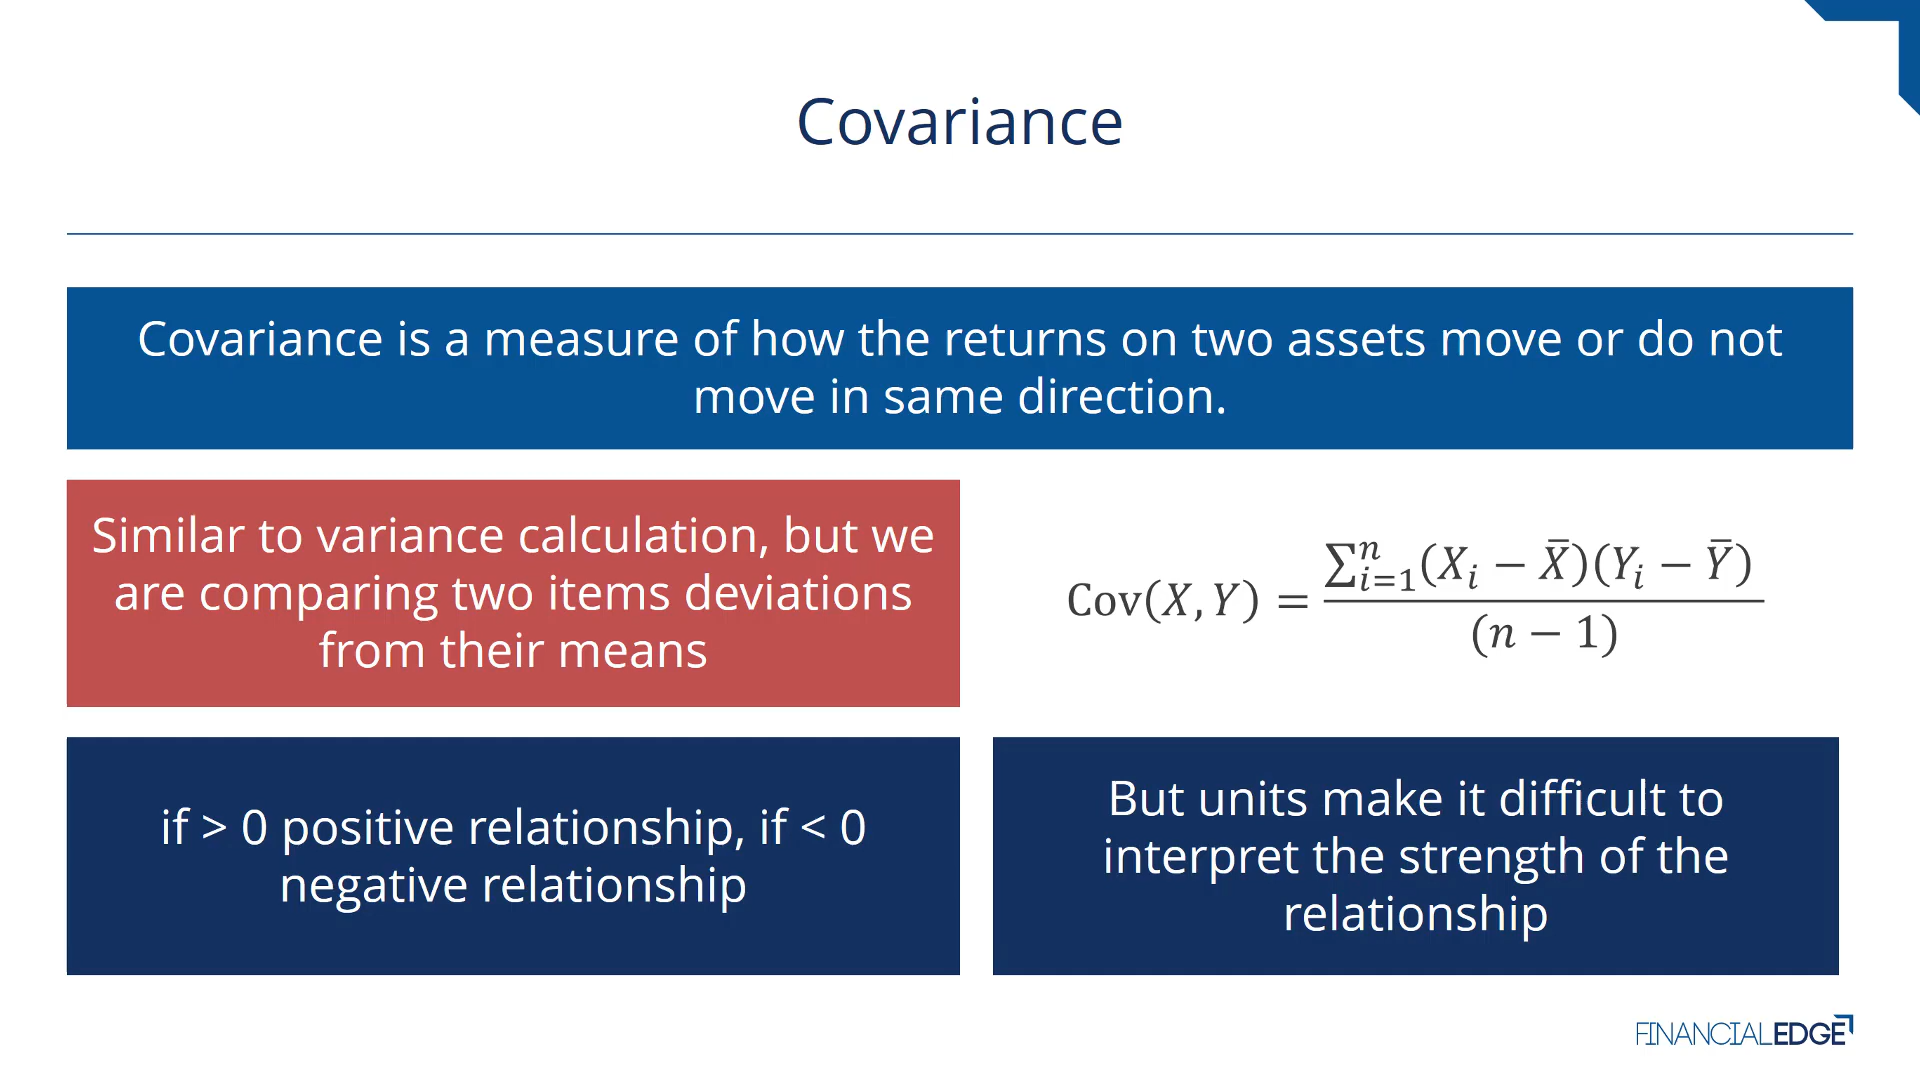 Covariance
Covariance is a measure of how the returns on two assets move or do not
move in same direction.
Similar to variance calculation, but we
are comparing two items deviations
from their means
Cov(X, Y) = ∑ⁿᵢ₌₁(Xᵢ − X̄)(Yᵢ − Ȳ) / (n − 1)
if > 0 positive relationship, if < 0
negative relationship
But units make it difficult to
interpret the strength of the
relationship
FINANCIALEDGE